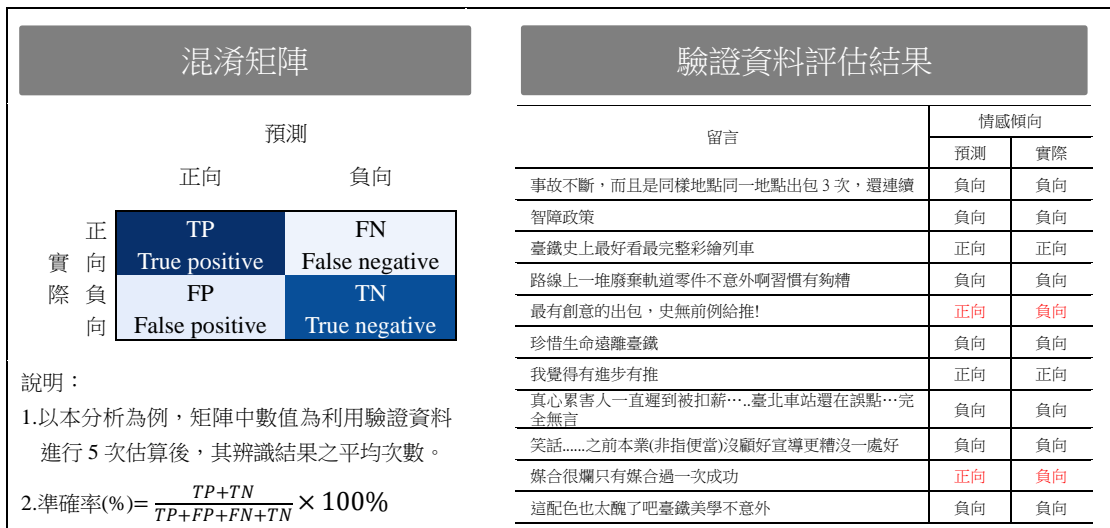 混淆矩陣
預測
正向 負向
實際
正向
TP
True positive
FN
False negative
負向
FP
False positive
TN
True negative
說明：
1.以本分析為例，矩陣中數值為利用驗證資料
進行 5 次估算後，其辨識結果之平均次數。
2.準確率(%)= TP+TN / TP+FP+FN+TN × 100%
驗證資料評估結果
留言 情感傾向
預測 實際
事故不斷，而且是同樣地點同一地點出包 3 次，還連續 負向 負向
智障政策 負向 負向
臺鐵史上最好看最完整彩繪列車 正向 正向
路線上一堆廢棄軌道零件不意外啊習慣有夠糟 負向 負向
最有創意的出包，史無前例給推! 正向 負向
珍惜生命遠離臺鐵 負向 負向
我覺得有進步有推 正向 正向
真心累害人一直遲到被扣薪…..臺北車站還在誤點…完
全無言 負向 負向
笑話......之前本業(非指便當)沒顧好宣導更糟沒一處好 負向 負向
媒合很爛只有媒合過一次成功 正向 負向
這配色也太醜了吧臺鐵美學不意外 負向 負向